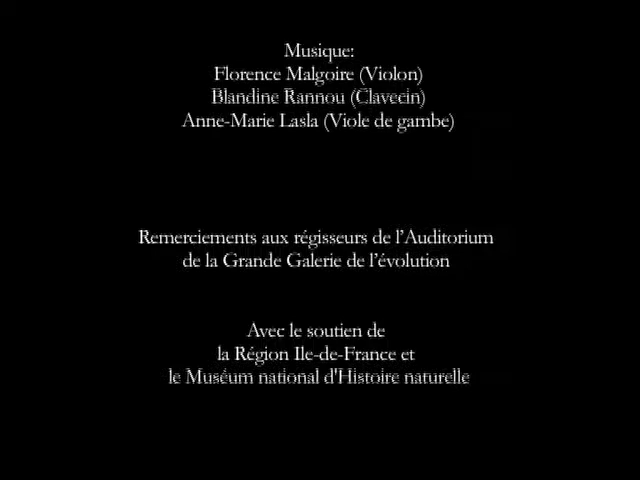 Musique:
Florence Malgoire (Violon)
Blandine Rannou (Clavecin)
Anne-Marie Lasla (Viole de gambe)
Remerciements aux régisseurs de l’Auditorium
de la Grande Galerie de l’évolution
Avec le soutien de
la Région Ile-de-France et
le Muséum national d'Histoire naturelle